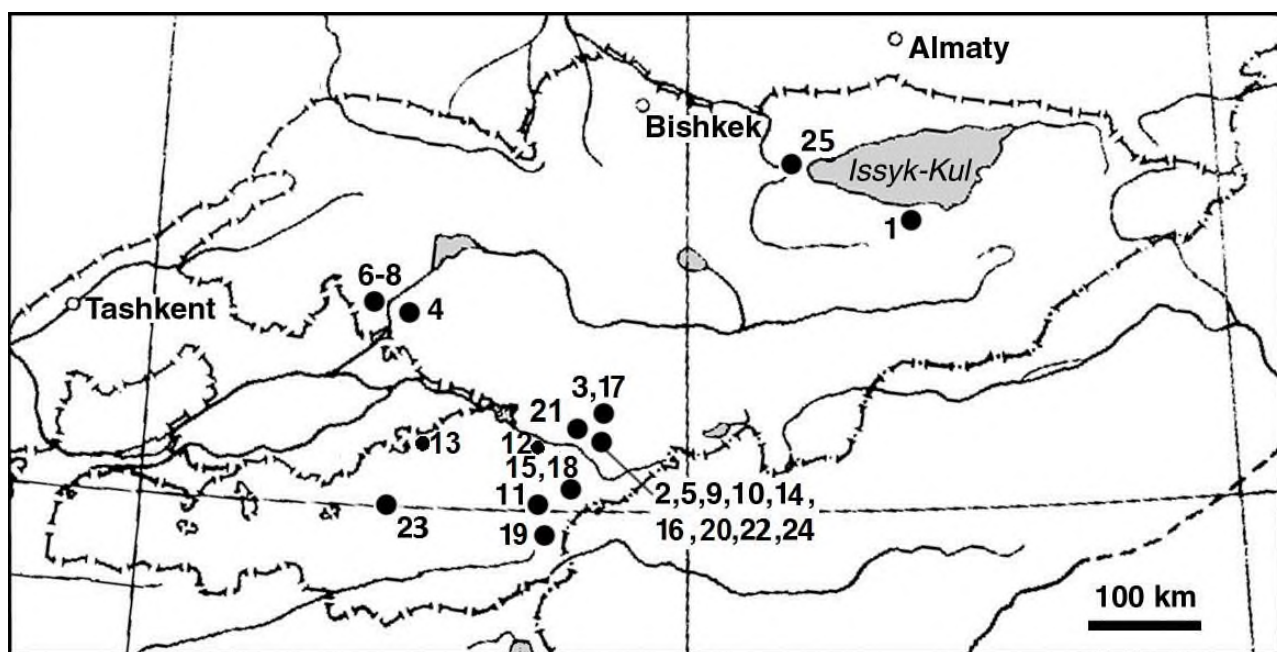 Almaty
Bishkek
25
Issyk-Kul
1
6-8
Tashkent
4
3,17
21
13
12
15,18
2,5,9,10,14,
16,20,22,24
11
23
19
100 km